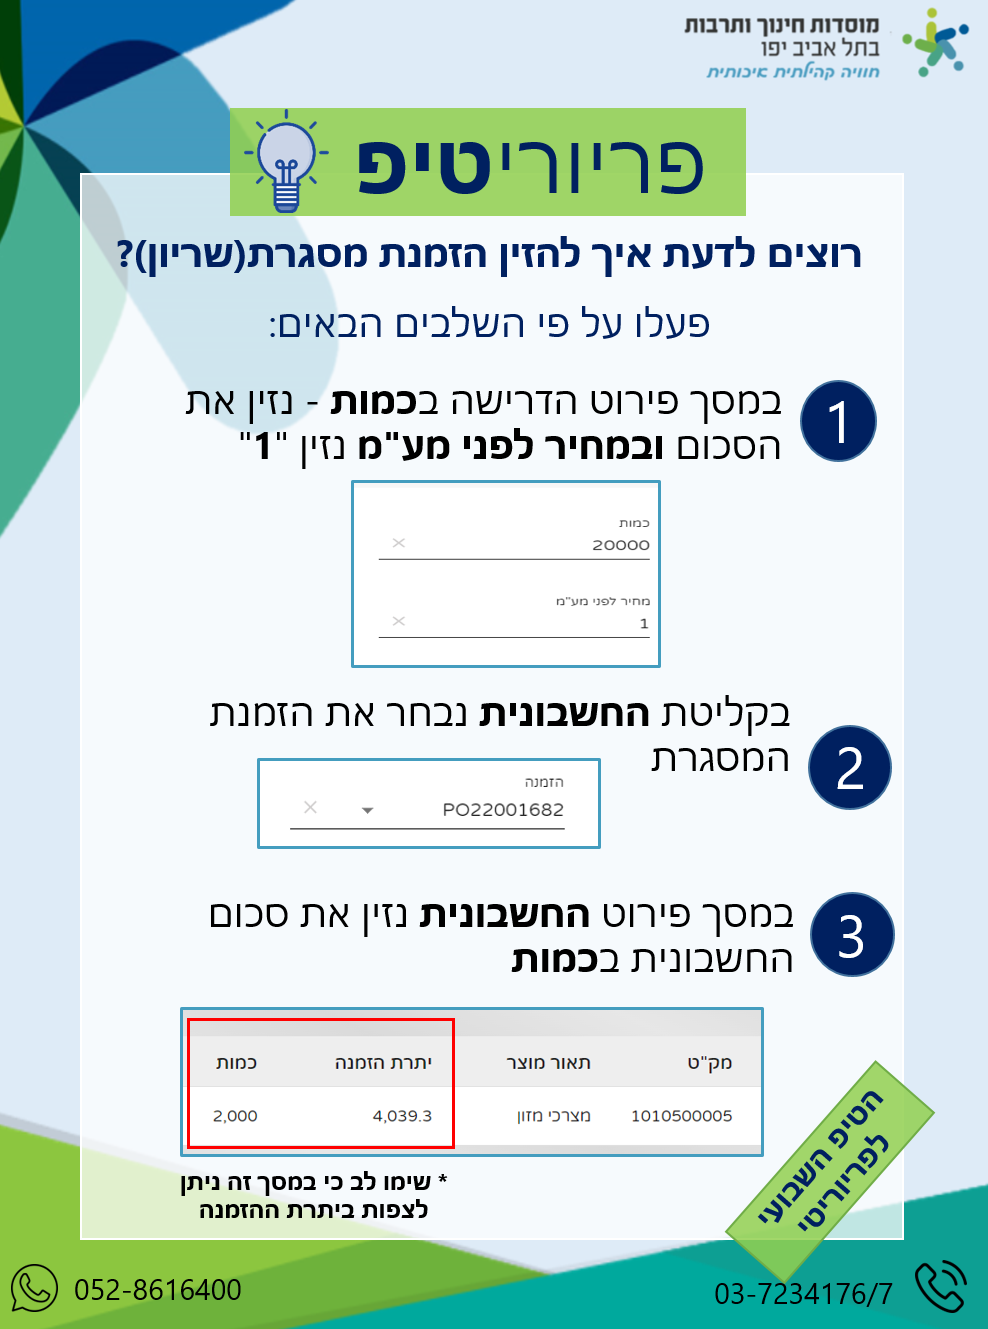 מוסדות חינוך ותרבות
בתל אביב יפו
חוויה קהילתית איכותית
פריוריטיפ
רוצים לדעת איך להזין הזמנת מסגרת(שריון)?
פעלו על פי השלבים הבאים:
1
במסך פירוט הדרישה בכמות - נזין את
הסכום ובמחיר לפני מע"מ נזין "1"
כמות
20000
מחיר לפני מע"מ
1
2
בקליטת החשבונית נבחר את הזמנת
המסגרת
הזמנה
PO22001682
3
במסך פירוט החשבונית נזין את סכום
החשבונית בכמות
מק"ט תאור מוצר יתרת הזמנה כמות
1010500005 מצרכי מזון 4,039.3 2,000
* שימו לב כי במסך זה ניתן
לצפות ביתרת ההזמנה
הטיפ השבועי
לפריוריטי
03-7234176/7
052-8616400